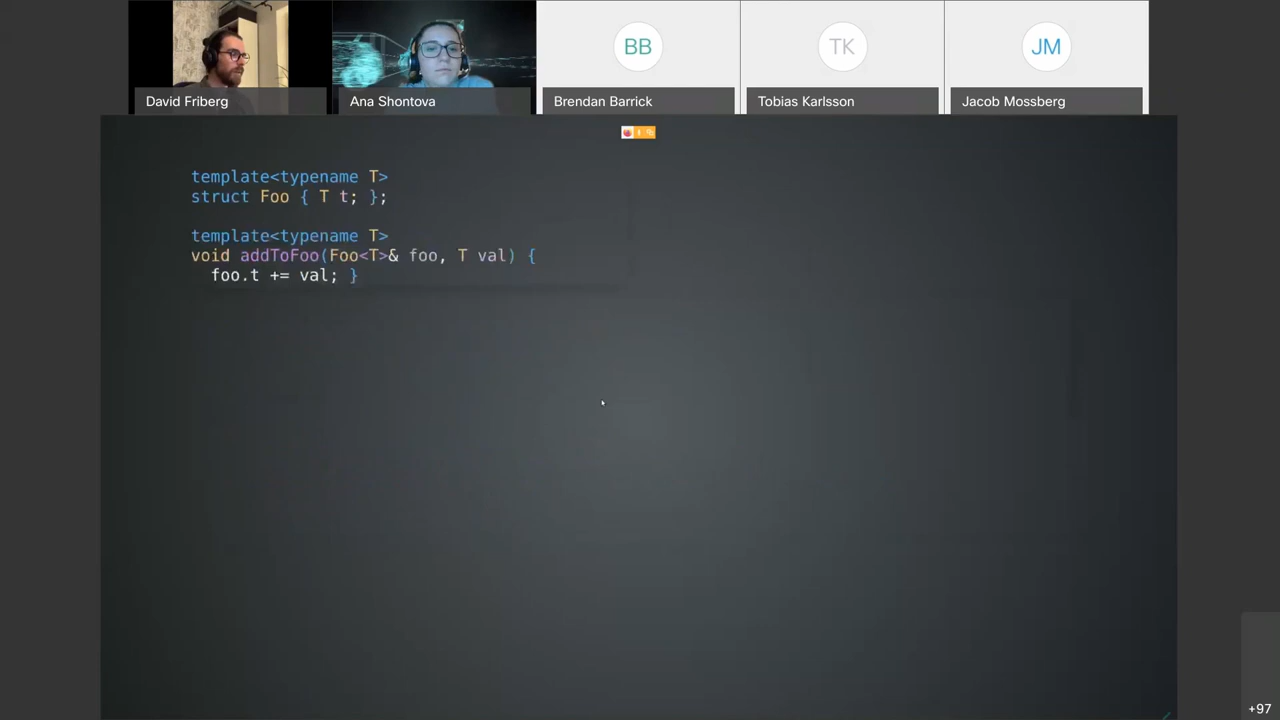 BB
TK
JM
David Friberg
Ana Shontova
Brendan Barrick
Tobias Karlsson
Jacob Mossberg
template<typename T>
struct Foo { T t; };
template<typename T>
void addToFoo(Foo<T>& foo, T val) {
  foo.t += val; }
+97